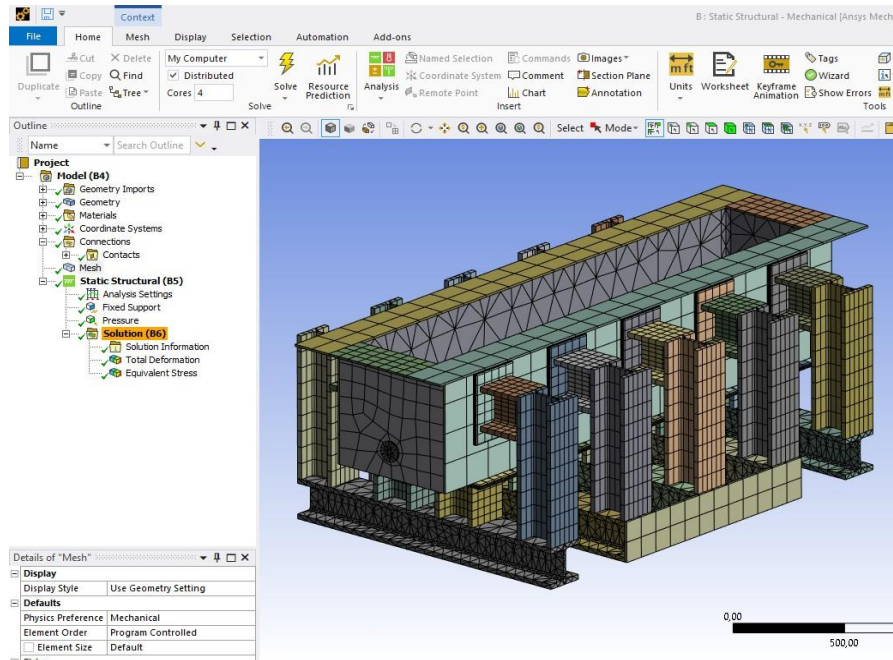 Context
B: Static Structural - Mechanical [Ansys Mech
File Home Mesh Display Selection Automation Add-ons
Duplicate
Cut
Copy
Paste
Delete
Find
Tree
Outline
My Computer
Distributed
Cores 4
Solve
Resource Prediction
Solve
Analysis
Named Selection
Coordinate System
Remote Point
Commands
Comment
Chart
Images
Section Plane
Annotation
Insert
Units
Worksheet
Keyframe Animation
Tags
Wizard
Show Errors
Tools
Outline
Name Search Outline
Select Mode
Project
Model (B4)
Geometry Imports
Geometry
Materials
Coordinate Systems
Connections
Contacts
Mesh
Static Structural (B5)
Analysis Settings
Fixed Support
Pressure
Solution (B6)
Solution Information
Total Deformation
Equivalent Stress
Details of "Mesh"
Display
Display Style Use Geometry Setting
Defaults
Physics Preference Mechanical
Element Order Program Controlled
Element Size Default
0,00
500,00